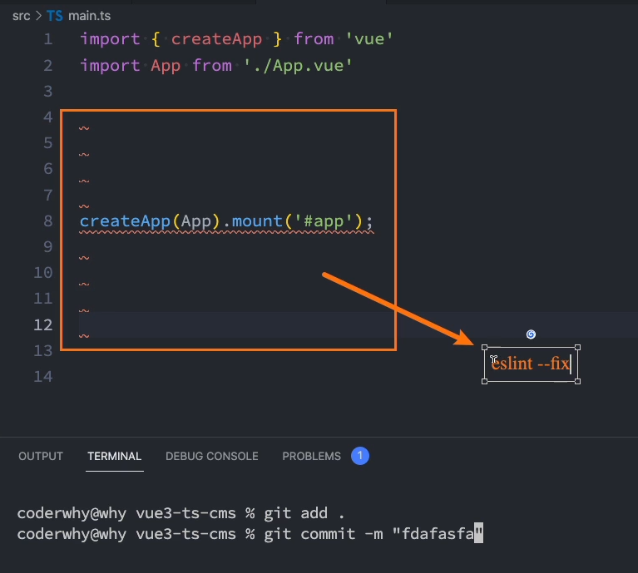 src > TS main.ts
1 import { createApp } from 'vue'
2 import App from './App.vue'
3
4
5
6
7
8 createApp(App).mount('#app');
9
10
11
12
13
14
eslint --fix
OUTPUT TERMINAL DEBUG CONSOLE PROBLEMS 1
coderwhy@why vue3-ts-cms % git add .
coderwhy@why vue3-ts-cms % git commit -m "fdafasfa"